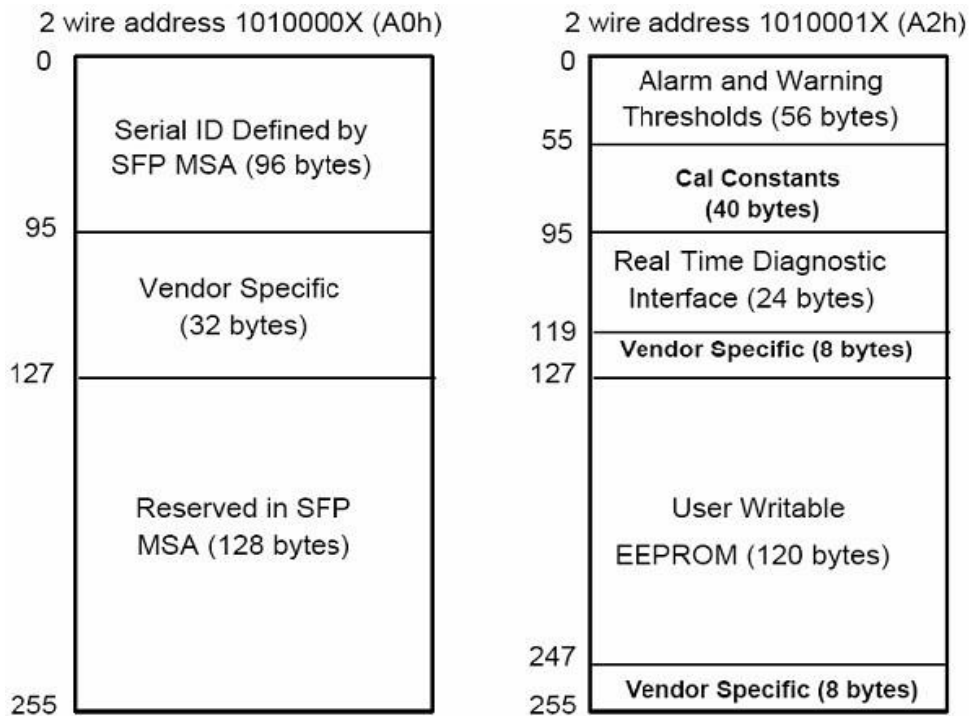 2 wire address 1010000X (A0h)
0
Serial ID Defined by
SFP MSA (96 bytes)
95
Vendor Specific
(32 bytes)
127
Reserved in SFP
MSA (128 bytes)
255
2 wire address 1010001X (A2h)
0
Alarm and Warning
Thresholds (56 bytes)
55
Cal Constants
(40 bytes)
95
Real Time Diagnostic
Interface (24 bytes)
119
Vendor Specific (8 bytes)
127
User Writable
EEPROM (120 bytes)
247
Vendor Specific (8 bytes)
255